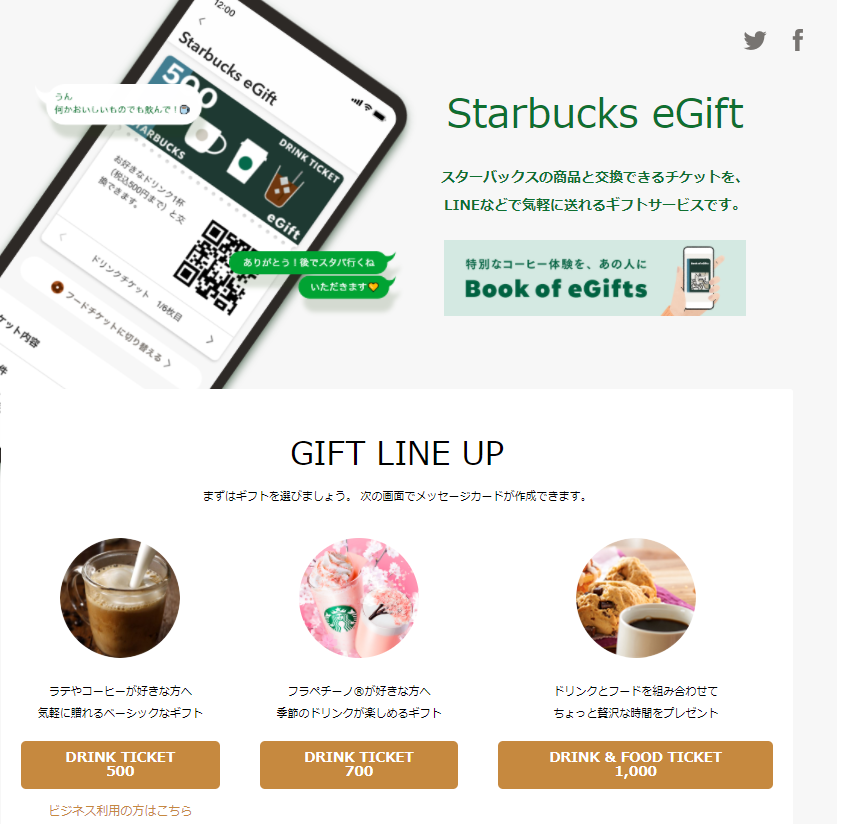 12:00
Starbucks eGift
うん
何かおいしいものでも飲んで！
500
STARBUCKS
DRINK TICKET
eGift
お好きなドリンク1杯
（税込500円まで）と交
換できます。
ありがとう！後でスタバ行くね
いただきます🧡
ドリンクチケット 1/6枚目
フードチケットに切り替える
ケット内容
件
Starbucks eGift
スターバックスの商品と交換できるチケットを、
LINEなどで気軽に送れるギフトサービスです。
特別なコーヒー体験を、あの人に
Book of eGifts
GIFT LINE UP
まずはギフトを選びましょう。 次の画面でメッセージカードが作成できます。
ラテやコーヒーが好きな方へ
気軽に贈れるベーシックなギフト
フラペチーノ®が好きな方へ
季節のドリンクが楽しめるギフト
ドリンクとフードを組み合わせて
ちょっと贅沢な時間をプレゼント
DRINK TICKET
500
DRINK TICKET
700
DRINK & FOOD TICKET
1,000
ビジネス利用の方はこちら